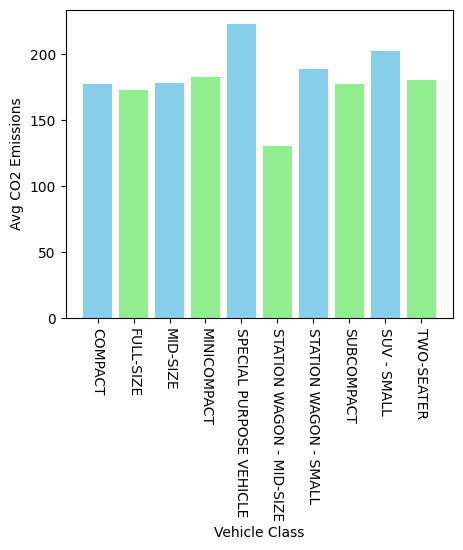 Avg CO2 Emissions
200
150
100
50
0
COMPACT
FULL-SIZE
MID-SIZE
MINICOMPACT
SPECIAL PURPOSE VEHICLE
STATION WAGON - MID-SIZE
STATION WAGON - SMALL
SUBCOMPACT
SUV - SMALL
TWO-SEATER
Vehicle Class